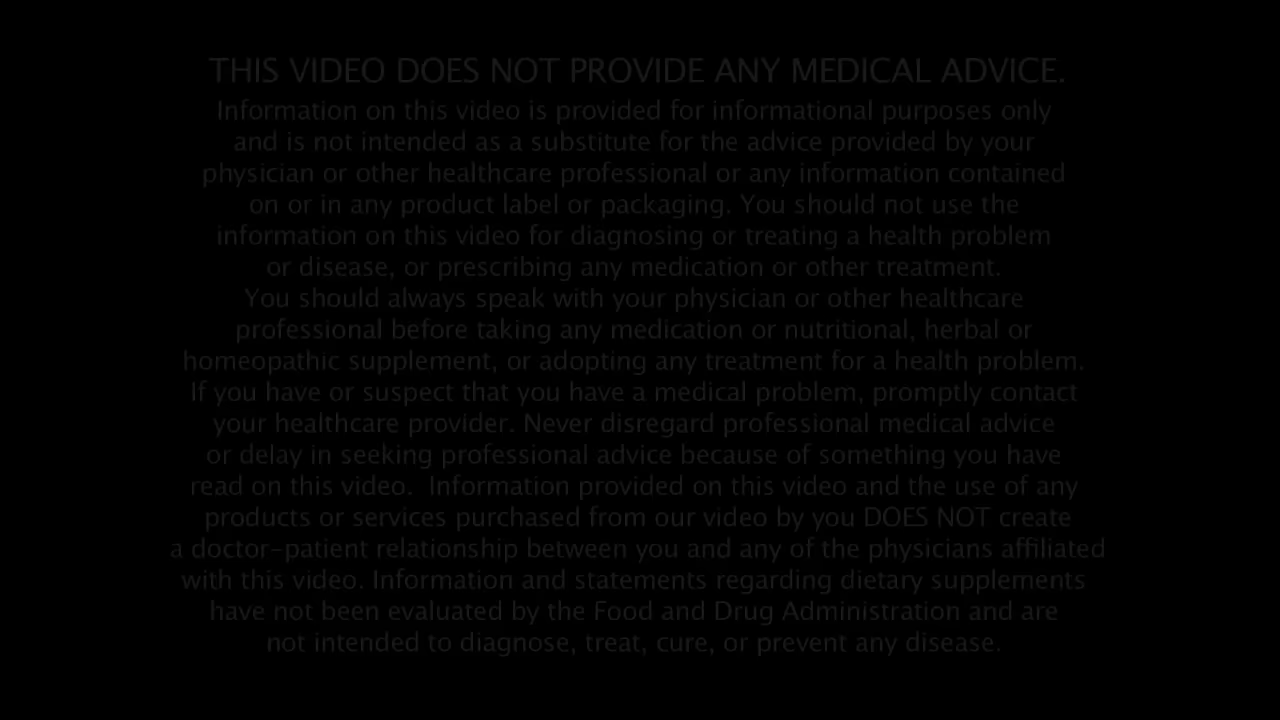 THIS VIDEO DOES NOT PROVIDE ANY MEDICAL ADVICE.
Information on this video is provided for informational purposes only
and is not intended as a substitute for the advice provided by your
physician or other healthcare professional or any information contained
on or in any product label or packaging. You should not use the
information on this video for diagnosing or treating a health problem
or disease, or prescribing any medication or other treatment.
You should always speak with your physician or other healthcare
professional before taking any medication or nutritional, herbal or
homeopathic supplement, or adopting any treatment for a health problem.
If you have or suspect that you have a medical problem, promptly contact
your healthcare provider. Never disregard professional medical advice
or delay in seeking professional advice because of something you have
read on this video.  Information provided on this video and the use of any
products or services purchased from our video by you DOES NOT create
a doctor-patient relationship between you and any of the physicians affiliated
with this video. Information and statements regarding dietary supplements
have not been evaluated by the Food and Drug Administration and are
not intended to diagnose, treat, cure, or prevent any disease.